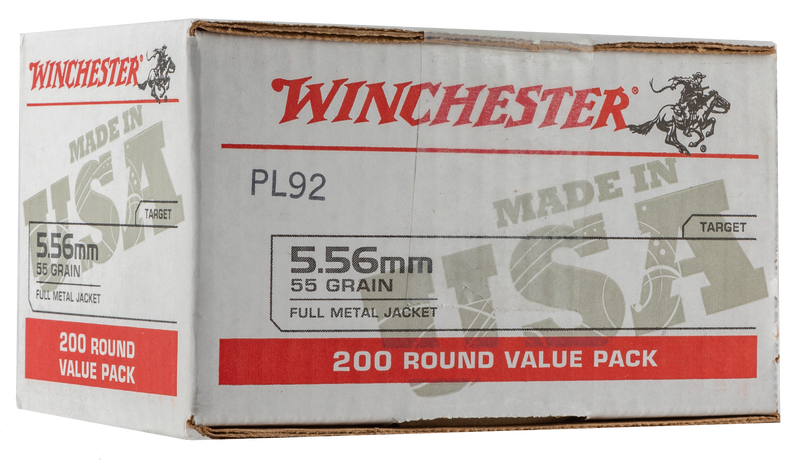 WINCHESTER®
MADE IN
USA
TARGET
5.56mm
55 GRAIN
FULL METAL JACKET
200 ROUND
VALUE PACK
WINCHESTER®
PL92
MADE IN
USA
TARGET
5.56mm
55 GRAIN
FULL METAL JACKET
200 ROUND VALUE PACK